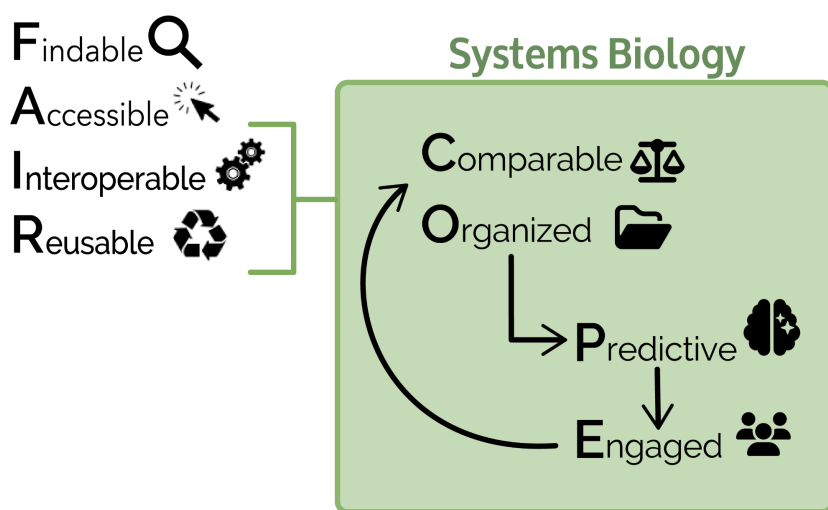 Findable
Accessible
Interoperable
Reusable
Systems Biology
Comparable
Organized
Predictive
Engaged